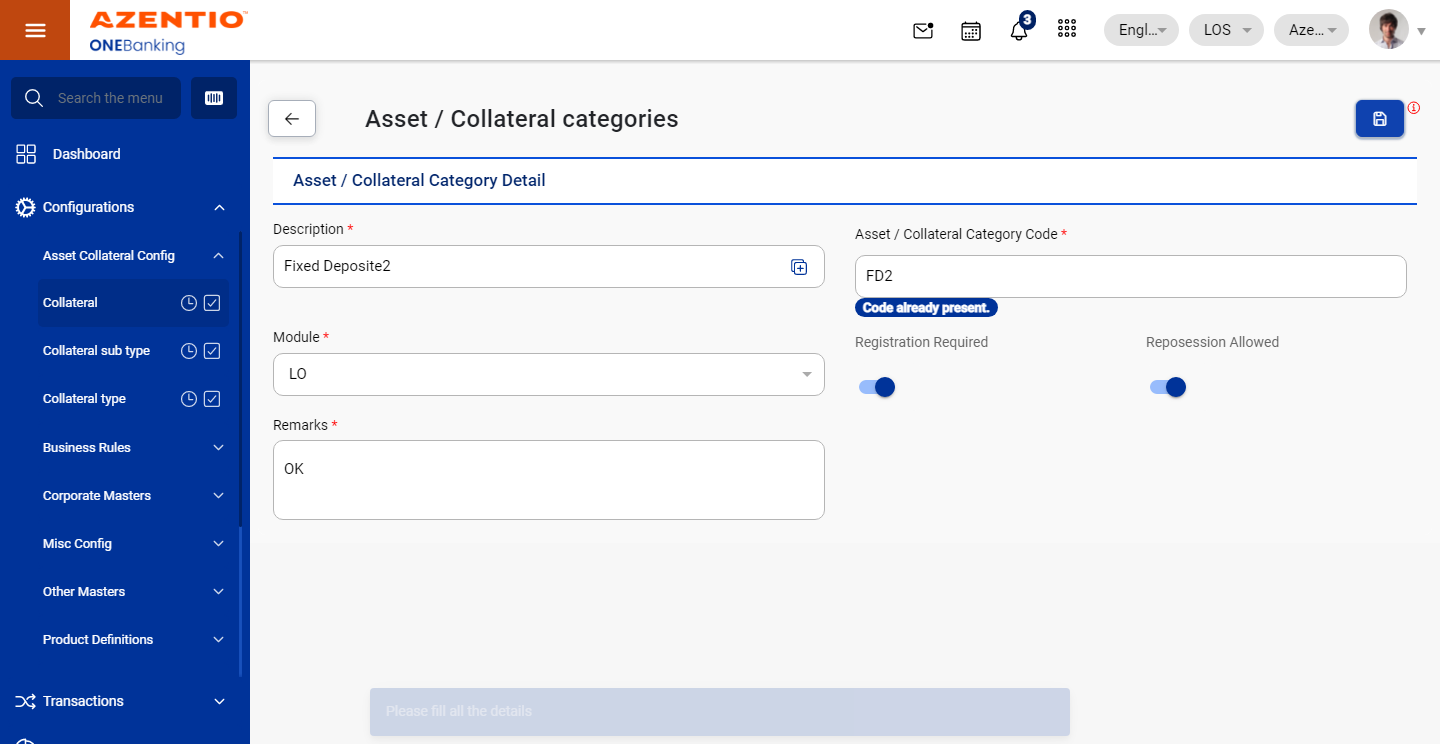 AZENTIO™
ONEBanking
3
Engl...
LOS
Aze...
Search the menu
Dashboard
Configurations
Asset Collateral Config
Collateral
Collateral sub type
Collateral type
Business Rules
Corporate Masters
Misc Config
Other Masters
Product Definitions
Transactions
Asset / Collateral categories
Asset / Collateral Category Detail
Description *
Fixed Deposite2
Asset / Collateral Category Code *
FD2
Code already present.
Module *
LO
Registration Required
Reposession Allowed
Remarks *
OK
Please fill all the details